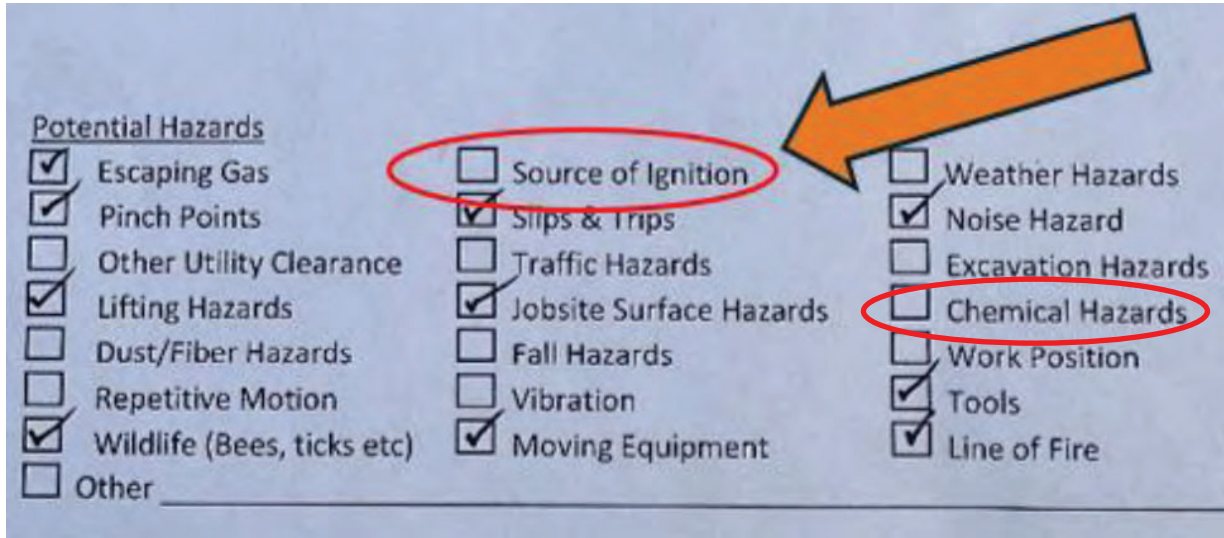 Potential Hazards
Escaping Gas
Pinch Points
Other Utility Clearance
Lifting Hazards
Dust/Fiber Hazards
Repetitive Motion
Wildlife (Bees, ticks etc)
Other
Source of Ignition
Slips & Trips
Traffic Hazards
Jobsite Surface Hazards
Fall Hazards
Vibration
Moving Equipment
Weather Hazards
Noise Hazard
Excavation Hazards
Chemical Hazards
Work Position
Tools
Line of Fire